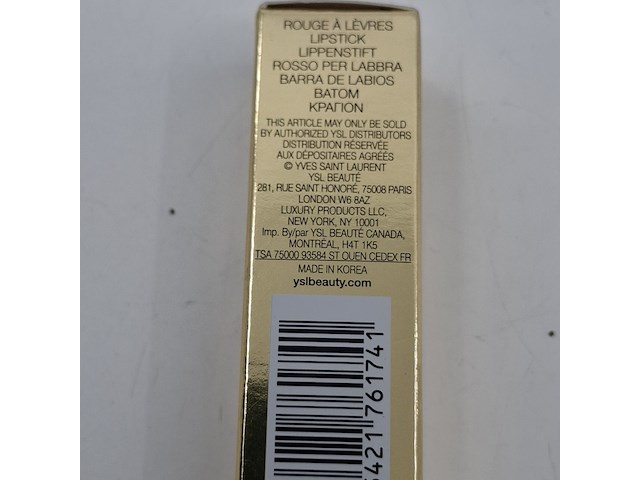 ROUGE À LÈVRES
LIPSTICK
LIPPENSTIFT
ROSSO PER LABBRA
BARRA DE LABIOS
BATOM
ΚΡΑΓΙΟΝ
THIS ARTICLE MAY ONLY BE SOLD
BY AUTHORIZED YSL DISTRIBUTORS
DISTRIBUTION RÉSERVÉE
AUX DÉPOSITAIRES AGRÉÉS
© YVES SAINT LAURENT
YSL BEAUTÉ
281, RUE SAINT HONORÉ, 75008 PARIS
LONDON W6 8AZ
LUXURY PRODUCTS LLC,
NEW YORK, NY 10001
Imp. By/par YSL BEAUTÉ CANADA,
MONTRÉAL, H4T 1K5
TSA 75000 93584 ST OUEN CEDEX FR
MADE IN KOREA
yslbeauty.com
421 761741